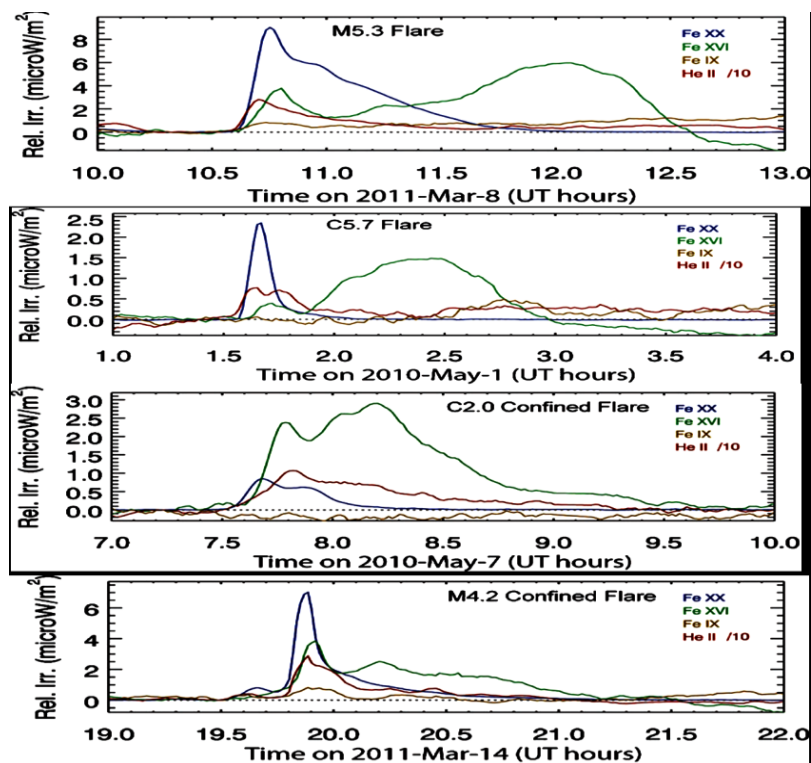 M5.3 Flare
Fe XX
Fe XVI
Fe IX
He II /10
Rel. Irr. (microW/m²)
8
6
4
2
0
10.0 10.5 11.0 11.5 12.0 12.5 13.0
Time on 2011-Mar-8 (UT hours)
C5.7 Flare
Fe XX
Fe XVI
Fe IX
He II /10
Rel. Irr. (microW/m²)
2.5
2.0
1.5
1.0
0.5
0.0
1.0 1.5 2.0 2.5 3.0 3.5 4.0
Time on 2010-May-1 (UT hours)
C2.0 Confined Flare
Fe XX
Fe XVI
Fe IX
He II /10
Rel. Irr. (microW/m²)
3.0
2.5
2.0
1.5
1.0
0.5
0.0
7.0 7.5 8.0 8.5 9.0 9.5 10.0
Time on 2010-May-7 (UT hours)
M4.2 Confined Flare
Fe XX
Fe XVI
Fe IX
He II /10
Rel. Irr. (microW/m²)
6
4
2
0
19.0 19.5 20.0 20.5 21.0 21.5 22.0
Time on 2011-Mar-14 (UT hours)